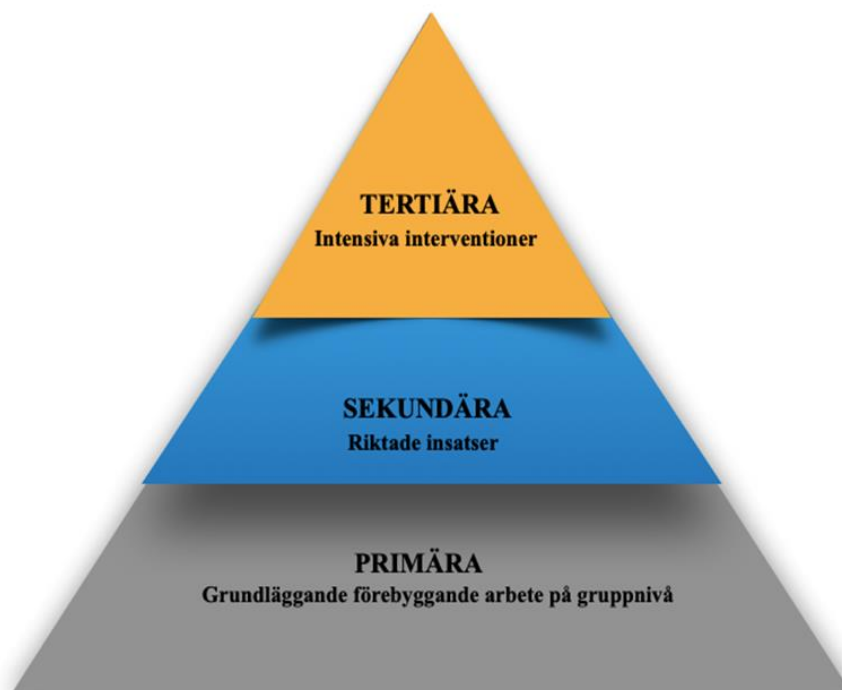 TERTIÄRA
Intensiva interventioner
SEKUNDÄRA
Riktade insatser
PRIMÄRA
Grundläggande förebyggande arbete på gruppnivå